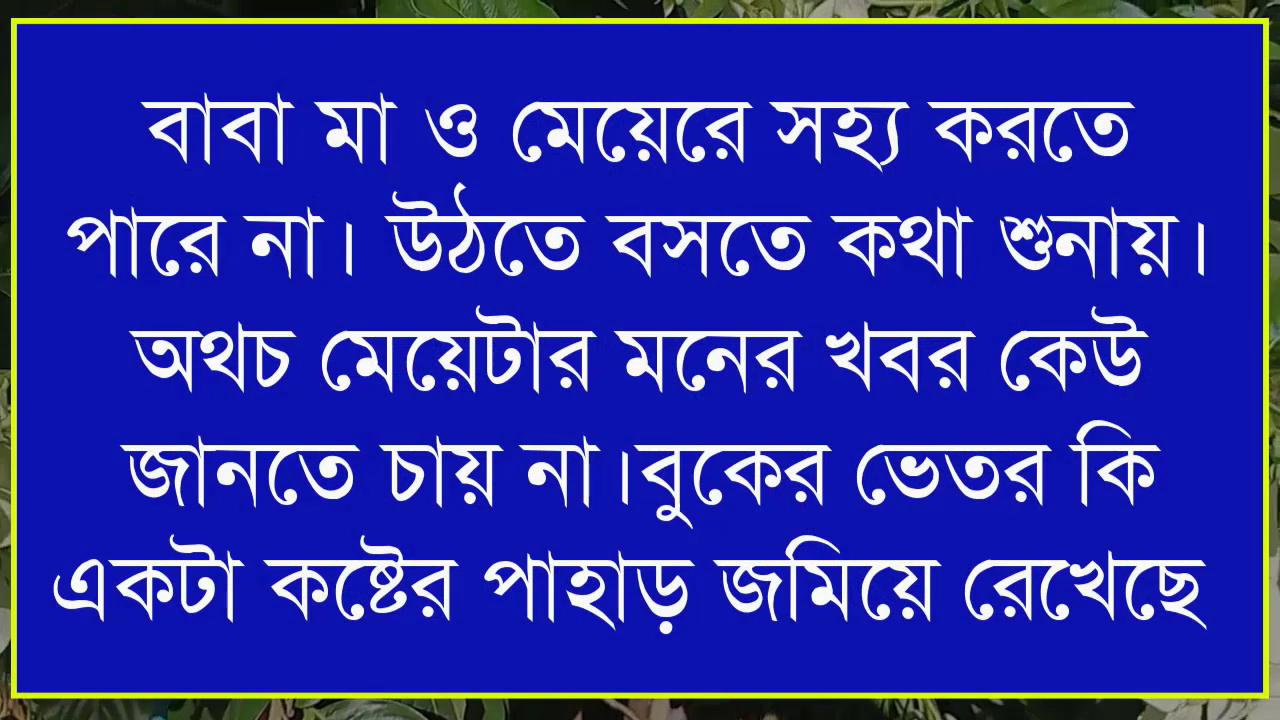 বাবা মা ও মেয়েরে সহ্য করতে
পারে না। উঠতে বসতে কথা শুনায়।
অথচ মেয়েটার মনের খবর কেউ
জানতে চায় না।বুকের ভেতর কি
একটা কষ্টের পাহাড় জমিয়ে রেখেছে